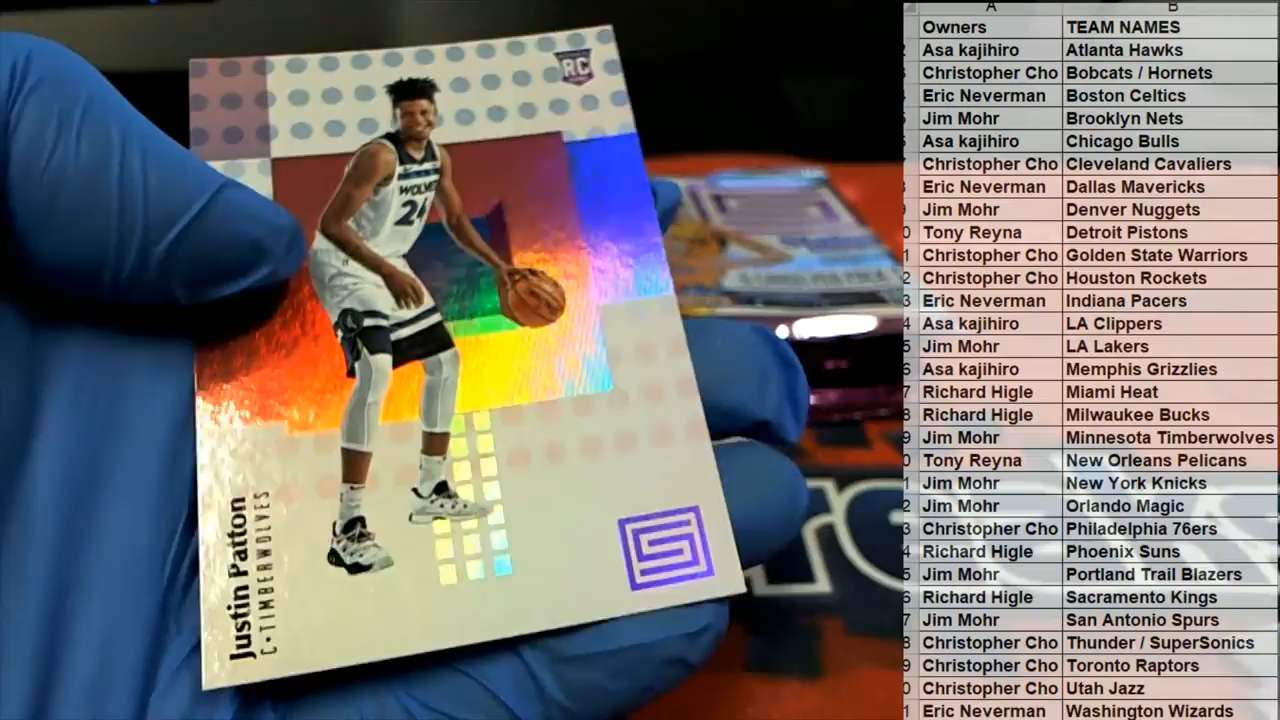 RC
WOLVES
24
Justin Patton
C • TIMBERWOLVES
A B
Owners TEAM NAMES
Asa kajihiro Atlanta Hawks
Christopher Cho Bobcats / Hornets
Eric Neverman Boston Celtics
Jim Mohr Brooklyn Nets
Asa kajihiro Chicago Bulls
Christopher Cho Cleveland Cavaliers
Eric Neverman Dallas Mavericks
Jim Mohr Denver Nuggets
Tony Reyna Detroit Pistons
Christopher Cho Golden State Warriors
Christopher Cho Houston Rockets
Eric Neverman Indiana Pacers
Asa kajihiro LA Clippers
Jim Mohr LA Lakers
Asa kajihiro Memphis Grizzlies
Richard Higle Miami Heat
Richard Higle Milwaukee Bucks
Jim Mohr Minnesota Timberwolves
Tony Reyna New Orleans Pelicans
Jim Mohr New York Knicks
Jim Mohr Orlando Magic
Christopher Cho Philadelphia 76ers
Richard Higle Phoenix Suns
Jim Mohr Portland Trail Blazers
Richard Higle Sacramento Kings
Jim Mohr San Antonio Spurs
Christopher Cho Thunder / SuperSonics
Christopher Cho Toronto Raptors
Christopher Cho Utah Jazz
Eric Neverman Washington Wizards